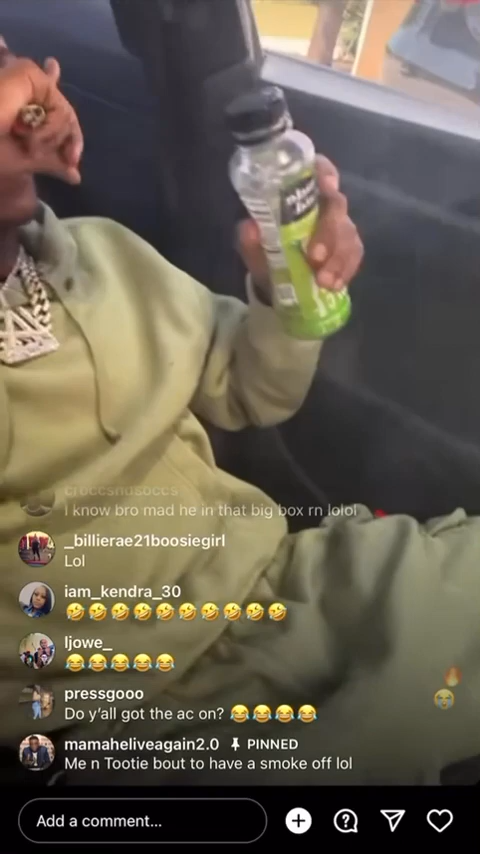 croccsnusoccs
I know bro mad he in that big box rn lolol
_billierae21boosiegirl
Lol
iam_kendra_30
🤣🤣🤣🤣🤣🤣🤣🤣🤣🤣
ljowe_
😂😂😂😂😂
pressgooo
Do y'all got the ac on? 😂😂😂😂
mamaheliveagain2.0 PINNED
Me n Tootie bout to have a smoke off lol
Add a comment...